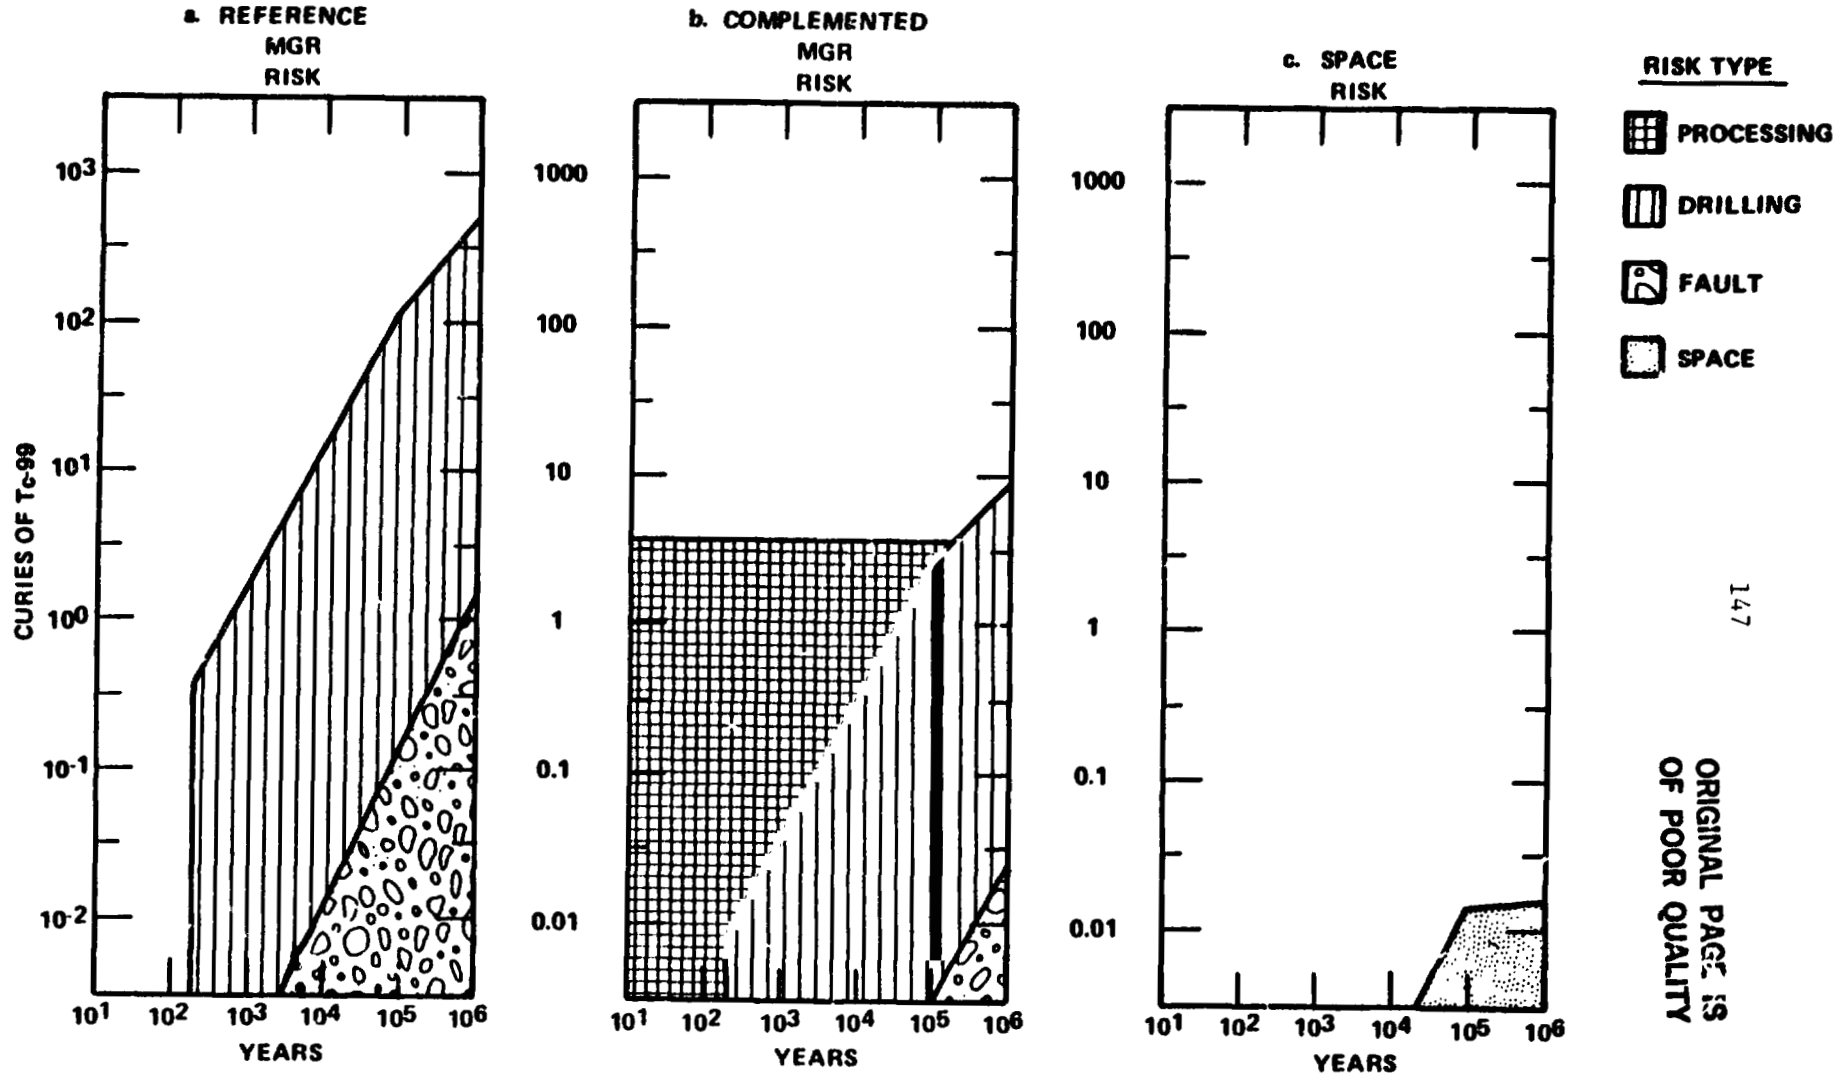 a. REFERENCE
MGR
RISK
b. COMPLEMENTED
MGR
RISK
c. SPACE
RISK
RISK TYPE
PROCESSING
DRILLING
FAULT
SPACE
CURIES OF Tc-99
10³
10²
10¹
10⁰
10⁻¹
10⁻²
10¹ 10² 10³ 10⁴ 10⁵ 10⁶
YEARS
1000
100
10
1
0.1
0.01
10¹ 10² 10³ 10⁴ 10⁵ 10⁶
YEARS
1000
100
10
1
0.1
0.01
10¹ 10² 10³ 10⁴ 10⁵ 10⁶
YEARS
147
ORIGINAL PAGE IS
OF POOR QUALITY